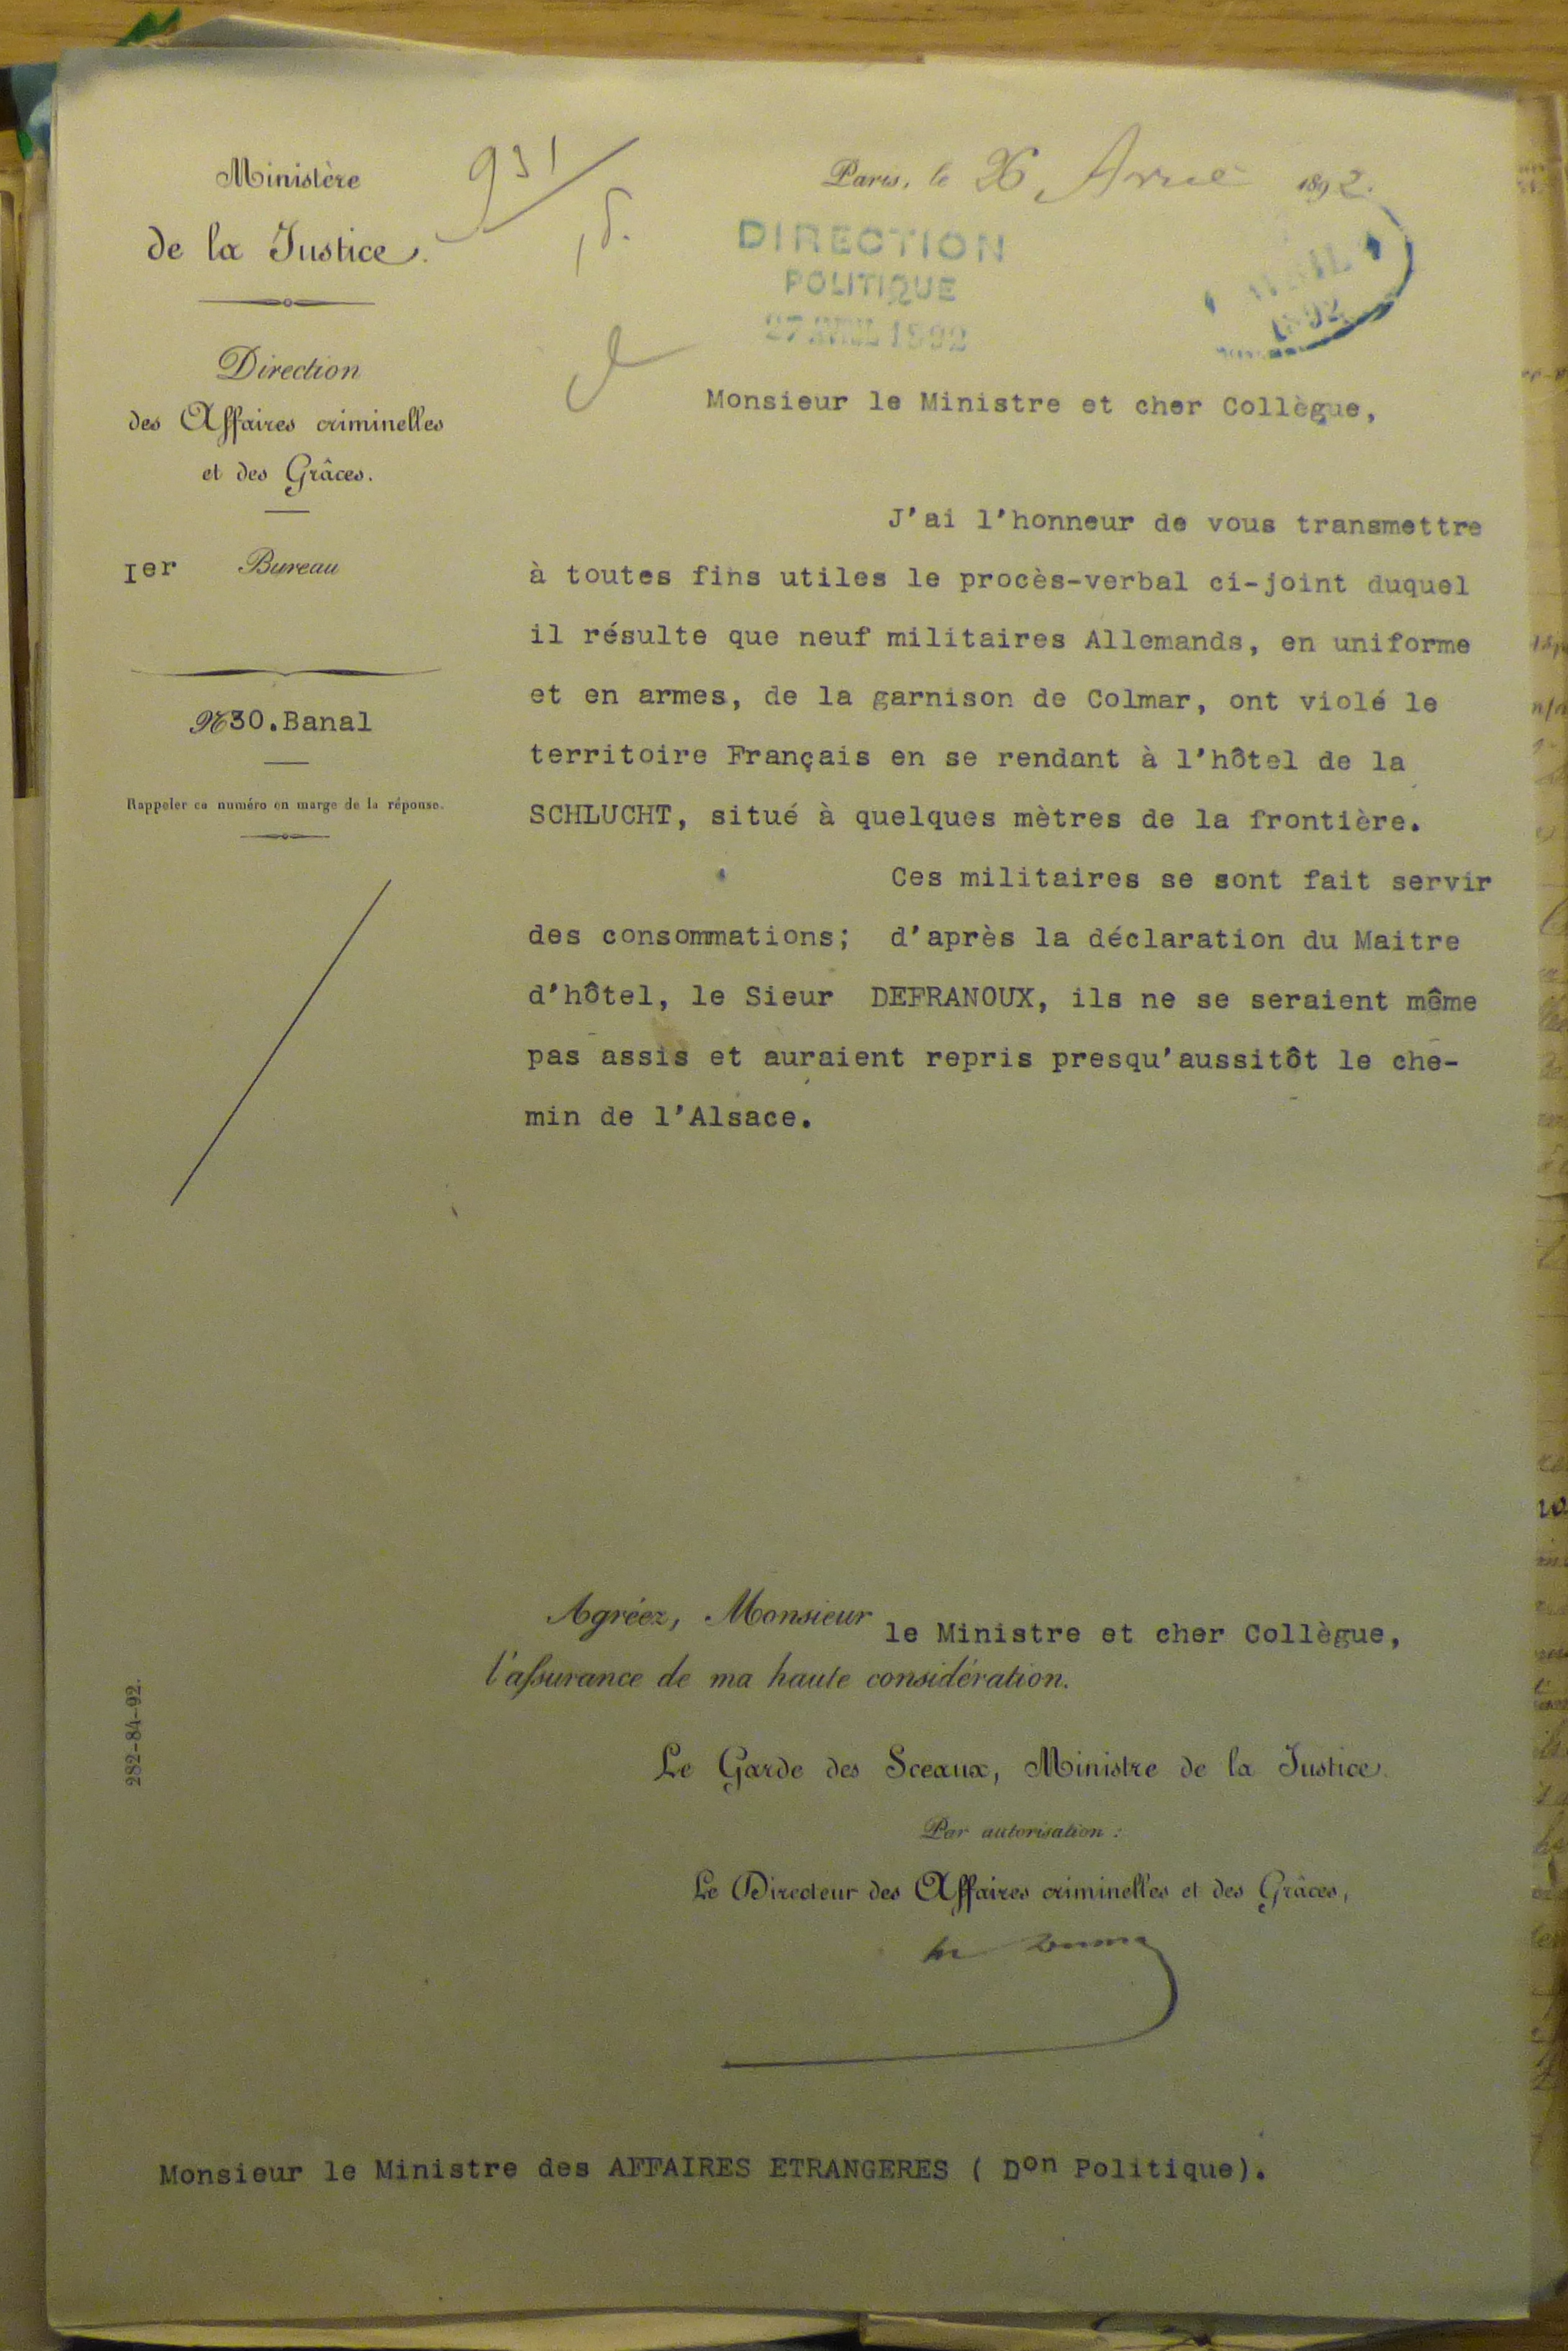 Ministère
de la Justice.
Direction
des Affaires criminelles
et des Grâces.
Ier Bureau
N°30.Banal
Rappeler ce numéro en marge de la réponse.
931
Paris, le 26 Avril 1892.
DIRECTION
POLITIQUE
27 AVRIL 1892
1892
Monsieur le Ministre et cher Collègue,
J'ai l'honneur de vous transmettre
à toutes fins utiles le procès-verbal ci-joint duquel
il résulte que neuf militaires Allemands, en uniforme
et en armes, de la garnison de Colmar, ont violé le
territoire Français en se rendant à l'hôtel de la
SCHLUCHT, situé à quelques mètres de la frontière.
Ces militaires se sont fait servir
des consommations; d'après la déclaration du Maitre
d'hôtel, le Sieur DEFRANOUX, ils ne se seraient même
pas assis et auraient repris presqu'aussitôt le che-
min de l'Alsace.
Agréez, Monsieur le Ministre et cher Collègue,
l'assurance de ma haute considération.
Le Garde des Sceaux, Ministre de la Justice.
Par autorisation :
Le Directeur des Affaires criminelles et des Grâces,
282-84-92.
Monsieur le Ministre des AFFAIRES ETRANGERES ( Don Politique).